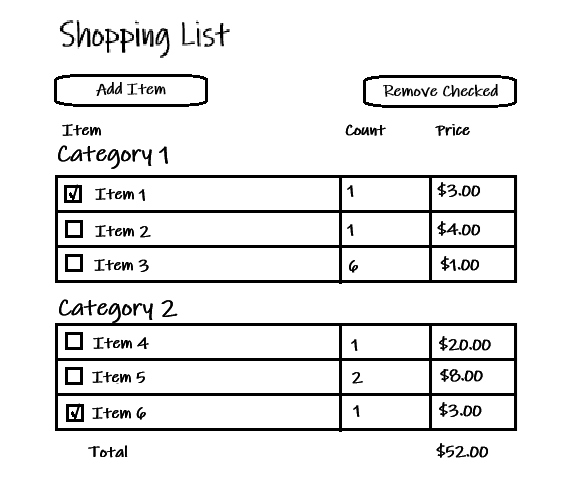 Shopping List
Add Item Remove Checked
Item Count Price
Category 1
Item 1 1 $3.00
Item 2 1 $4.00
Item 3 6 $1.00
Category 2
Item 4 1 $20.00
Item 5 2 $8.00
Item 6 1 $3.00
Total $52.00